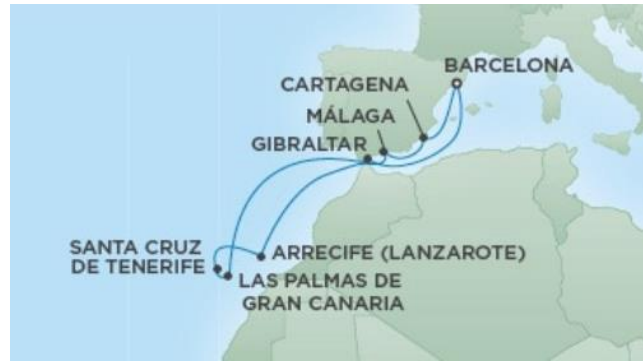 BARCELONA
CARTAGENA
MÁLAGA
GIBRALTAR
SANTA CRUZ
DE TENERIFE
ARRECIFE (LANZAROTE)
LAS PALMAS DE
GRAN CANARIA